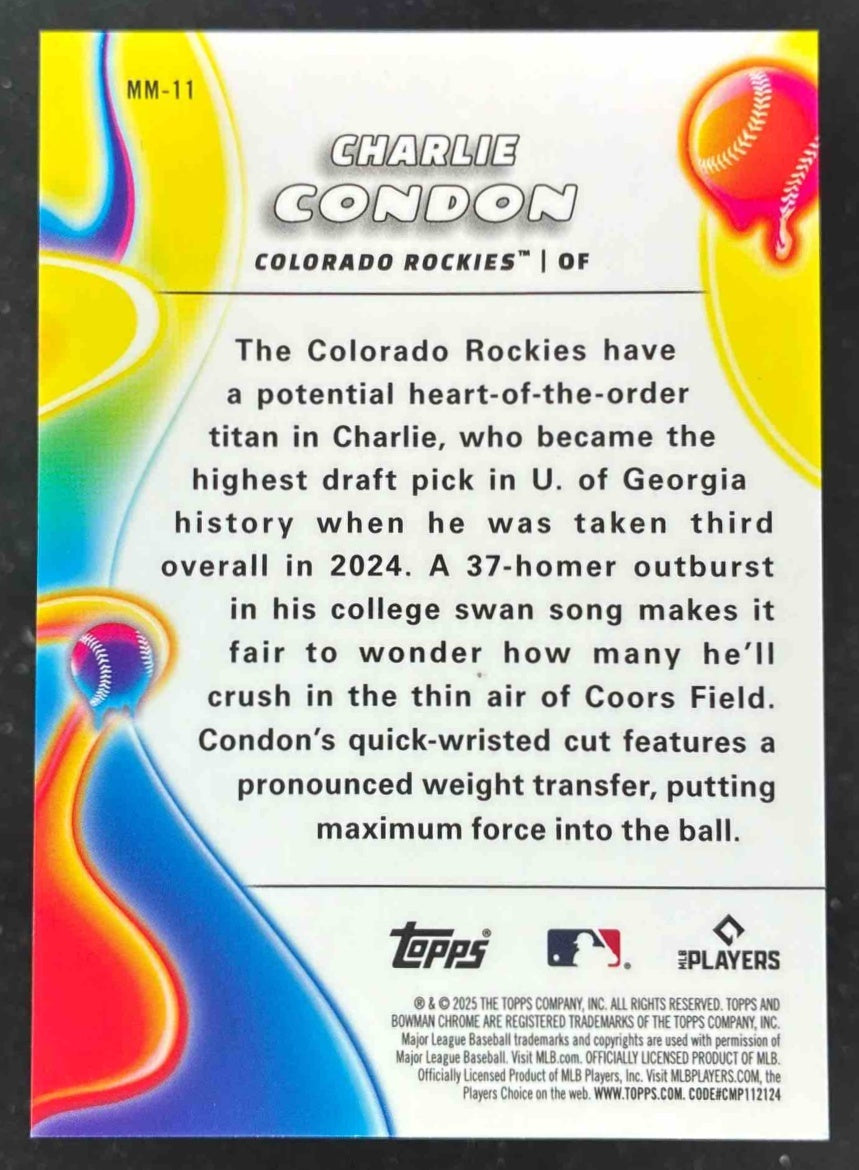 MM-11
CHARLIE
CONDON
COLORADO ROCKIES™ | OF
The Colorado Rockies have
a potential heart-of-the-order
titan in Charlie, who became the
highest draft pick in U. of Georgia
history when he was taken third
overall in 2024. A 37-homer outburst
in his college swan song makes it
fair to wonder how many he'll
crush in the thin air of Coors Field.
Condon's quick-wristed cut features a
pronounced weight transfer, putting
maximum force into the ball.
topps® ® MLB PLAYERS
® & © 2025 THE TOPPS COMPANY, INC. ALL RIGHTS RESERVED. TOPPS AND
BOWMAN CHROME ARE REGISTERED TRADEMARKS OF THE TOPPS COMPANY, INC.
Major League Baseball trademarks and copyrights are used with permission of
Major League Baseball. Visit MLB.com. OFFICIALLY LICENSED PRODUCT OF MLB.
Officially Licensed Product of MLB Players, Inc. Visit MLBPLAYERS.COM, the
Players Choice on the web. WWW.TOPPS.COM. CODE#CMP112124